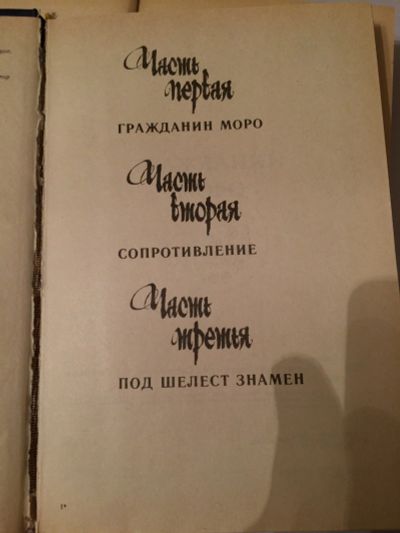 Часть
первая
ГРАЖДАНИН МОРО
Часть
вторая
СОПРОТИВЛЕНИЕ
Часть
третья
ПОД ШЕЛЕСТ ЗНАМЕН